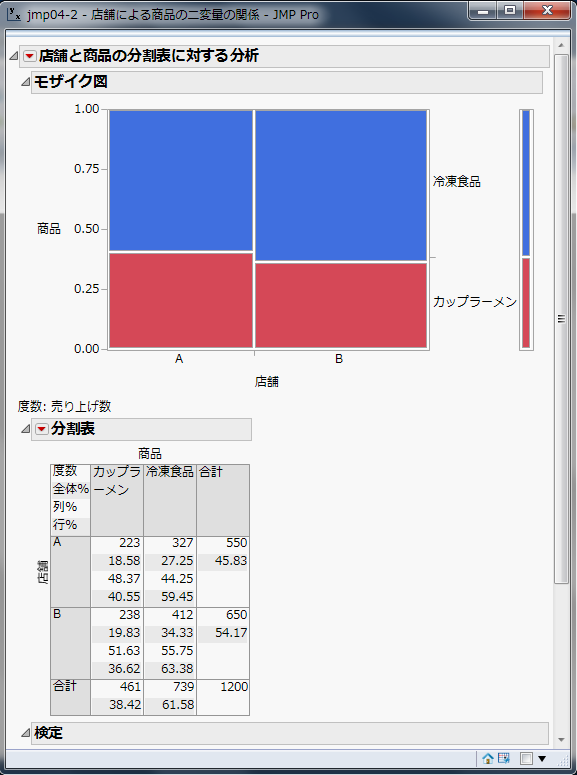 jmp04-2 - 店舗による商品の二変量の関係 - JMP Pro
店舗と商品の分割表に対する分析
モザイク図
1.00
0.75
0.50
0.25
0.00
商品
冷凍食品
カップラーメン
A B
店舗
度数: 売り上げ数
分割表
商品
店舗
度数 カップラ 冷凍食品 合計
全体% ーメン
列%
行%
A 223 327 550
18.58 27.25 45.83
48.37 44.25
40.55 59.45
B 238 412 650
19.83 34.33 54.17
51.63 55.75
36.62 63.38
合計 461 739 1200
38.42 61.58
検定